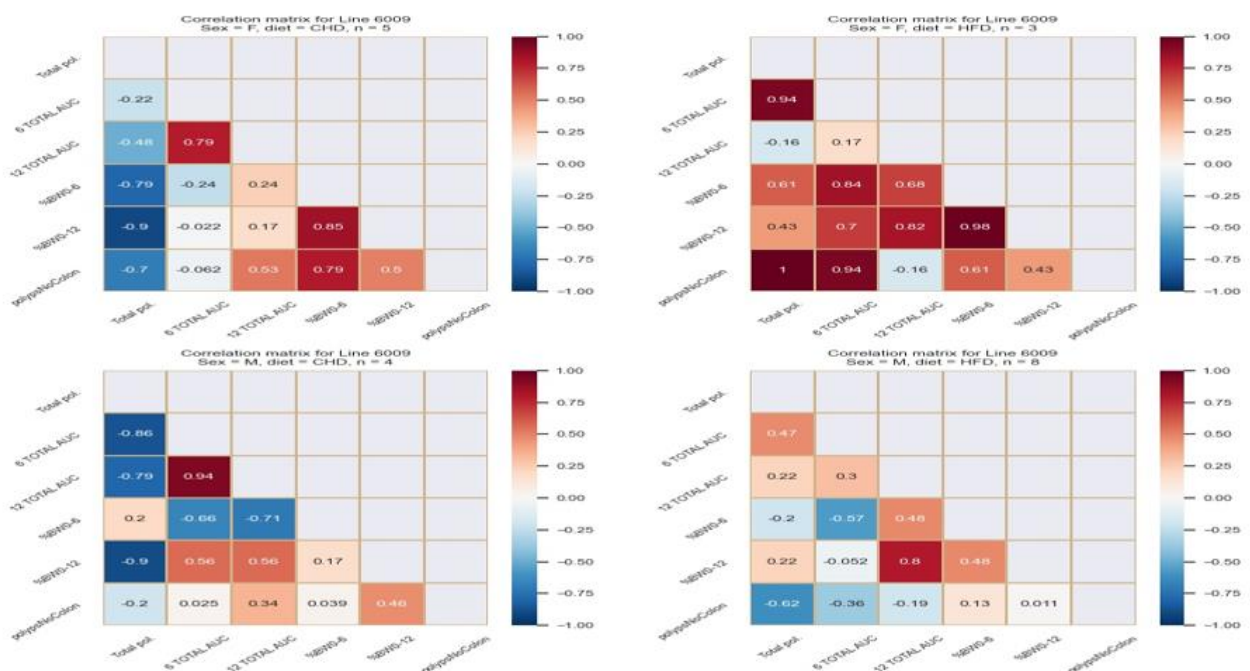 Correlation matrix for Line 6009
Sex = F, diet = CHD, n = 5
Total pol.
6 TOTAL AUC
-0.22
12 TOTAL AUC
-0.48 0.79
%BW0-6
-0.79 -0.24 0.24
%BW0-12
-0.9 -0.022 0.17 0.85
polypsNoColon
-0.7 -0.062 0.53 0.79 0.5
Total pol. 6 TOTAL AUC 12 TOTAL AUC %BW0-6 %BW0-12 polypsNoColon
1.00
0.75
0.50
0.25
0.00
-0.25
-0.50
-0.75
-1.00
Correlation matrix for Line 6009
Sex = F, diet = HFD, n = 3
Total pol.
6 TOTAL AUC
0.94
12 TOTAL AUC
-0.16 0.17
%BW0-6
0.61 0.84 0.68
%BW0-12
0.43 0.7 0.82 0.98
polypsNoColon
1 0.94 -0.16 0.61 0.43
Total pol. 6 TOTAL AUC 12 TOTAL AUC %BW0-6 %BW0-12 polypsNoColon
1.00
0.75
0.50
0.25
0.00
-0.25
-0.50
-0.75
-1.00
Correlation matrix for Line 6009
Sex = M, diet = CHD, n = 4
Total pol.
6 TOTAL AUC
-0.86
12 TOTAL AUC
-0.79 0.94
%BW0-6
0.2 -0.66 -0.71
%BW0-12
-0.9 0.56 0.56 0.17
polypsNoColon
-0.2 0.025 0.34 0.039 0.46
Total pol. 6 TOTAL AUC 12 TOTAL AUC %BW0-6 %BW0-12 polypsNoColon
1.00
0.75
0.50
0.25
0.00
-0.25
-0.50
-0.75
-1.00
Correlation matrix for Line 6009
Sex = M, diet = HFD, n = 8
Total pol.
6 TOTAL AUC
0.47
12 TOTAL AUC
0.22 0.3
%BW0-6
-0.2 -0.57 0.48
%BW0-12
0.22 -0.052 0.8 0.48
polypsNoColon
-0.62 -0.36 -0.19 0.13 0.011
Total pol. 6 TOTAL AUC 12 TOTAL AUC %BW0-6 %BW0-12 polypsNoColon
1.00
0.75
0.50
0.25
0.00
-0.25
-0.50
-0.75
-1.00